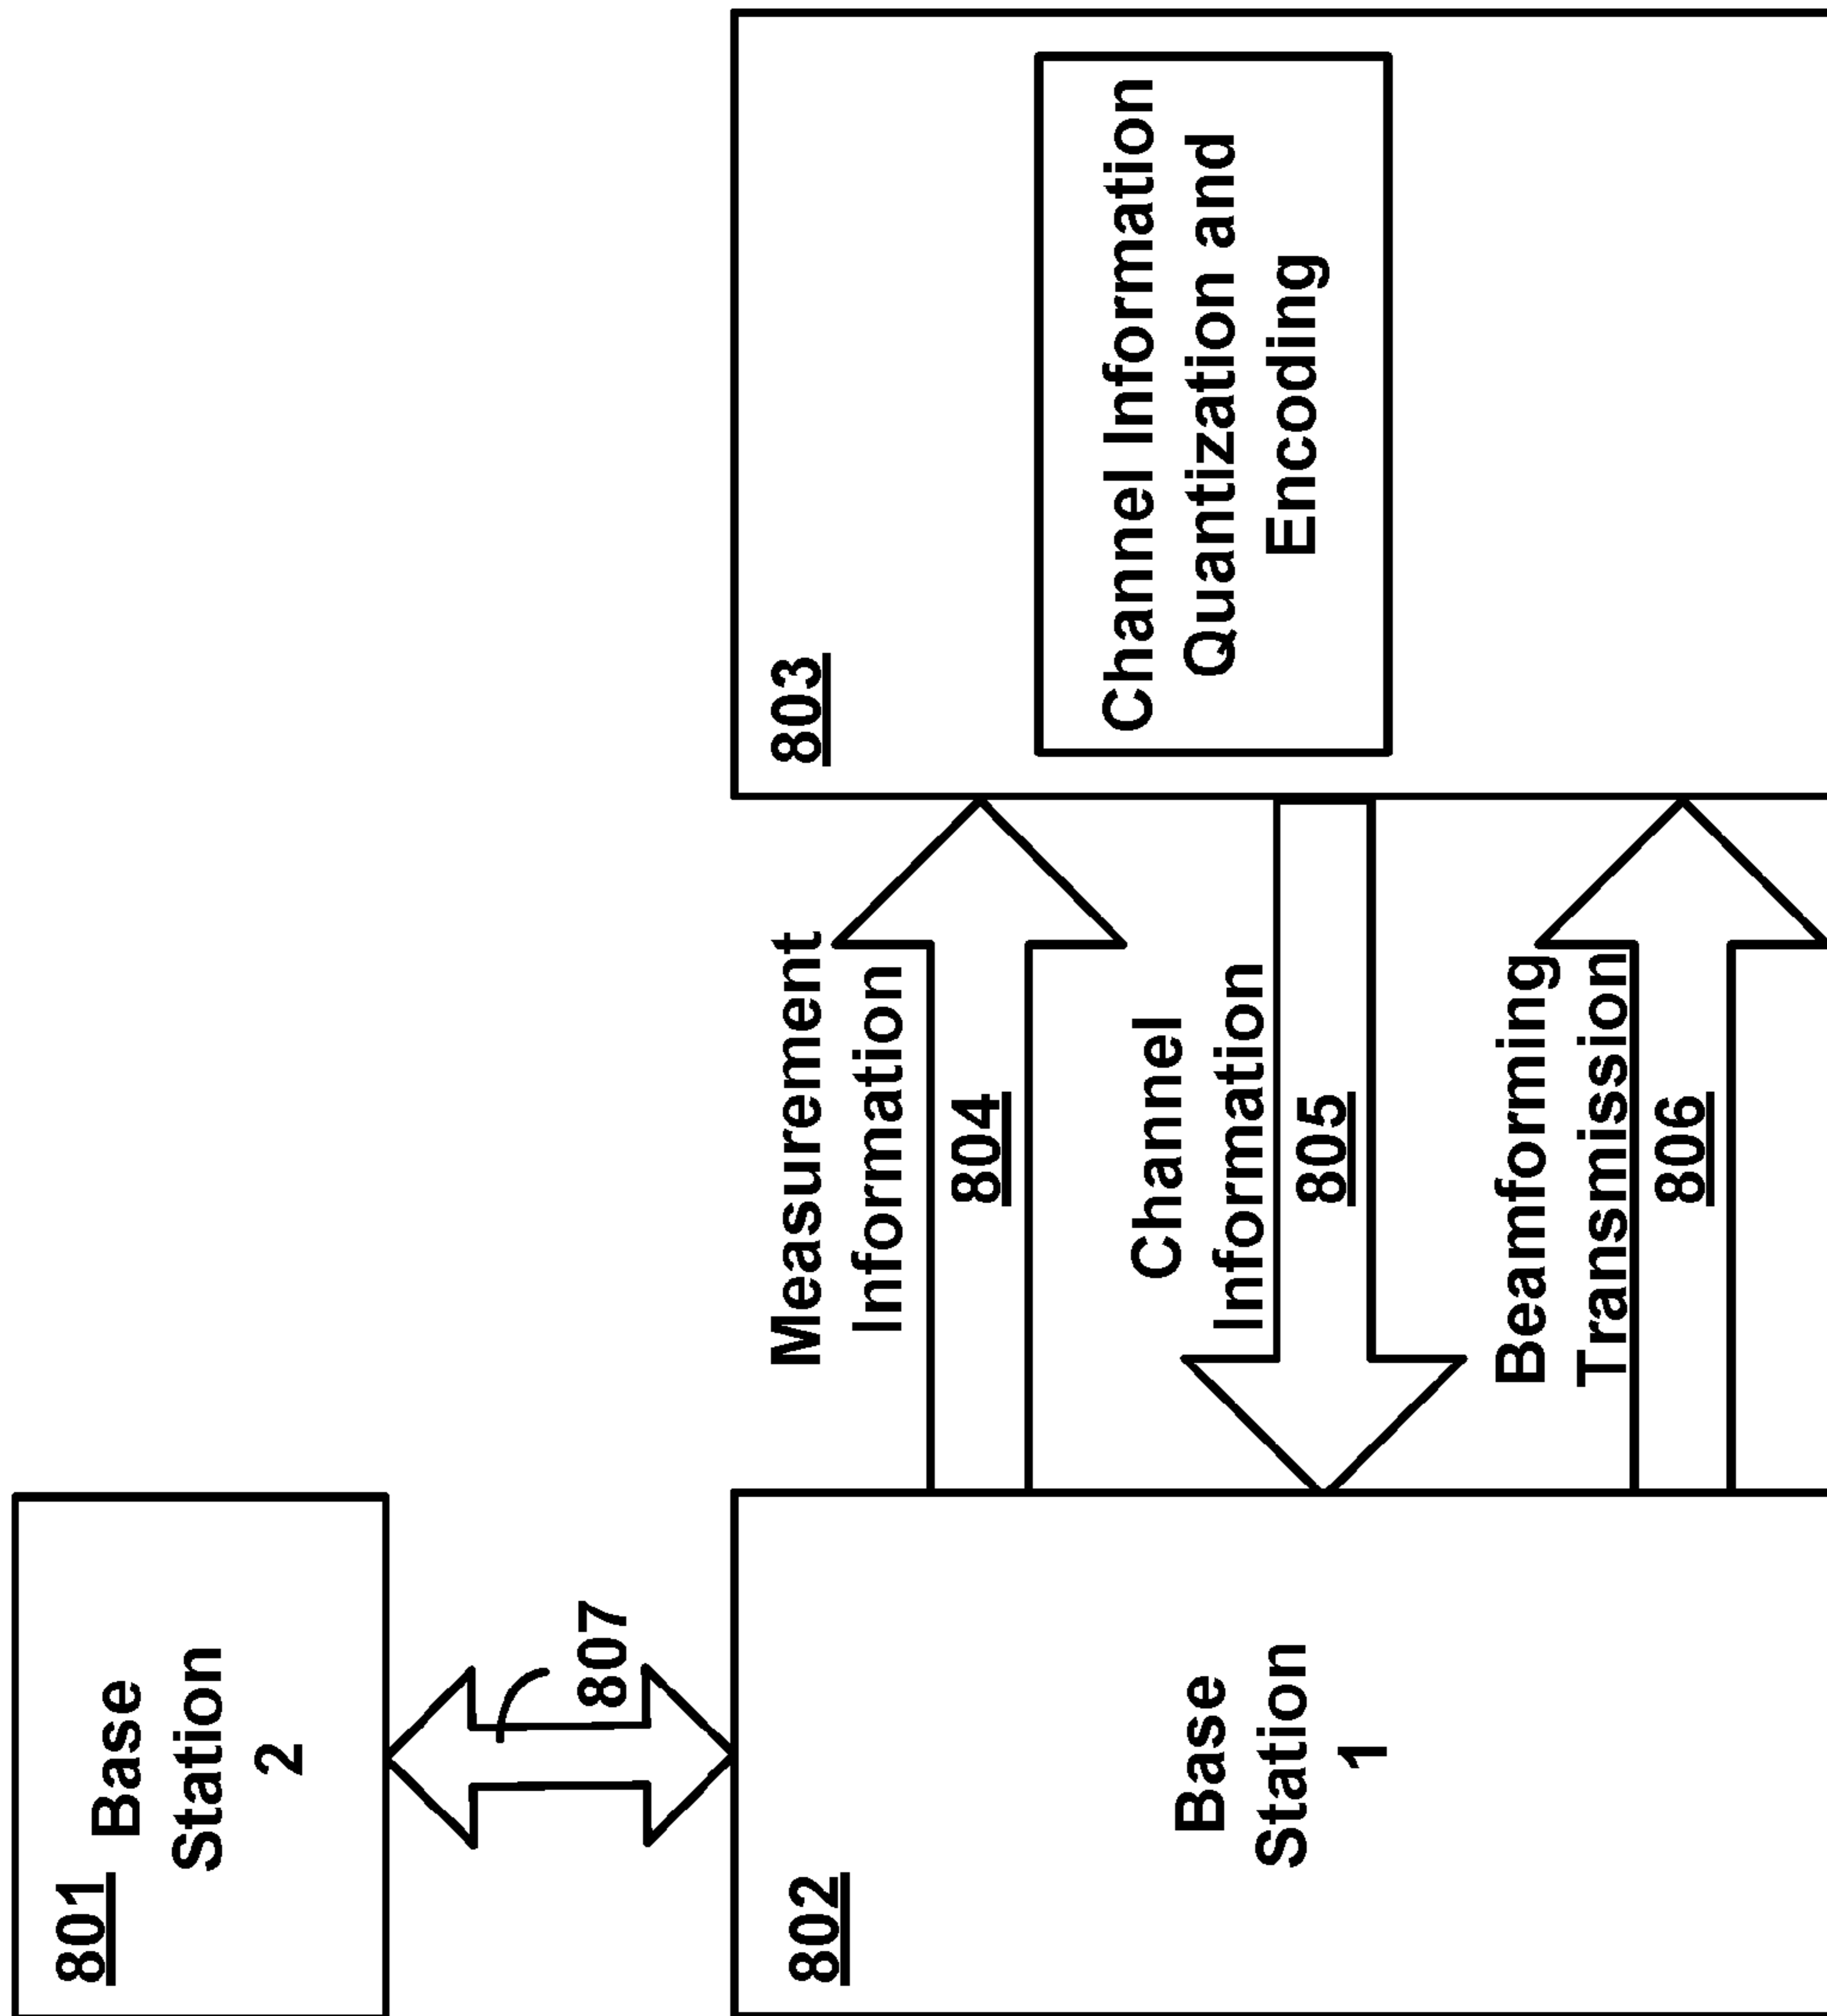 801
Base
Station
2
807
802
Base
Station
1
Measurement
Information
804
Channel
Information
805
Beamforming
Transmission
806
803
Channel Information
Quantization and
Encoding